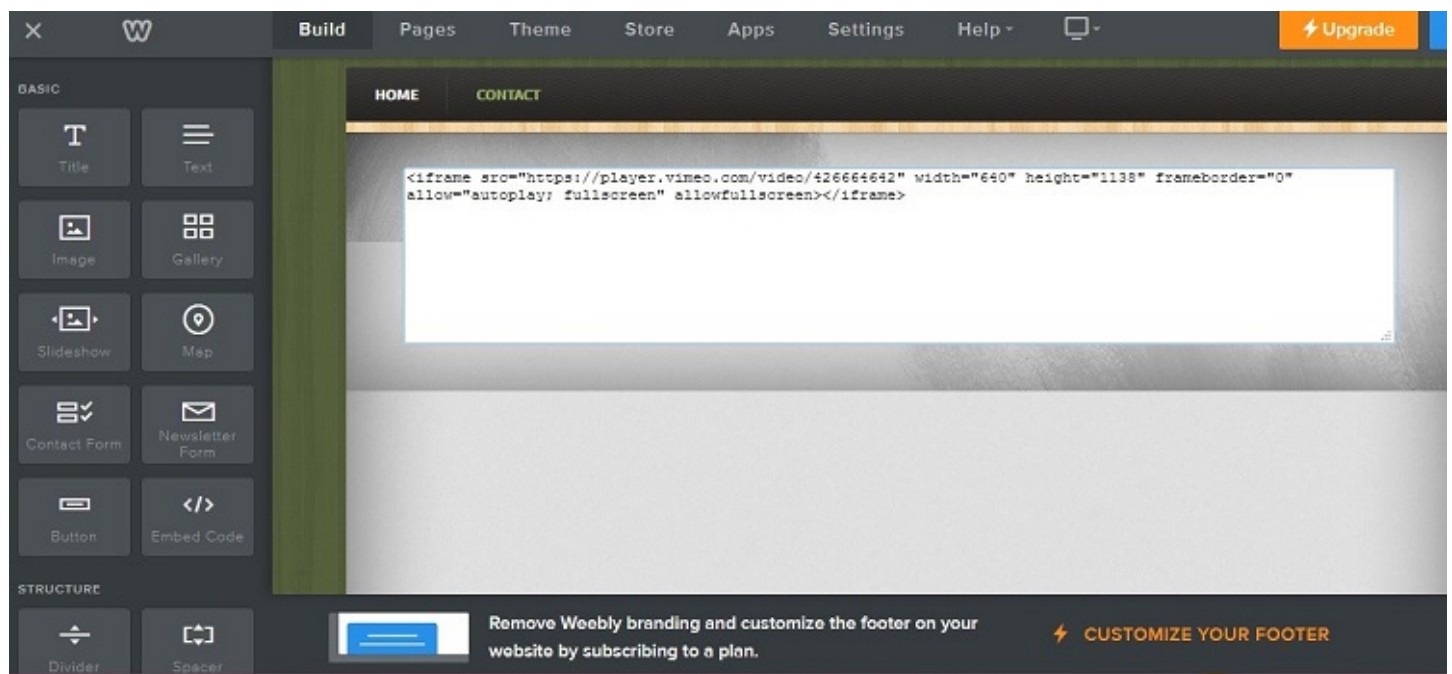 Build Pages Theme Store Apps Settings Help Upgrade
BASIC
Title Text
Image Gallery
Slideshow Map
Contact Form Newsletter Form
Button Embed Code
STRUCTURE
Divider Spacer
HOME CONTACT
<iframe src="https://player.vimeo.com/video/426664642" width="640" height="1138" frameborder="0"
allow="autoplay; fullscreen" allowfullscreen></iframe>
Remove Weebly branding and customize the footer on your
website by subscribing to a plan.
CUSTOMIZE YOUR FOOTER